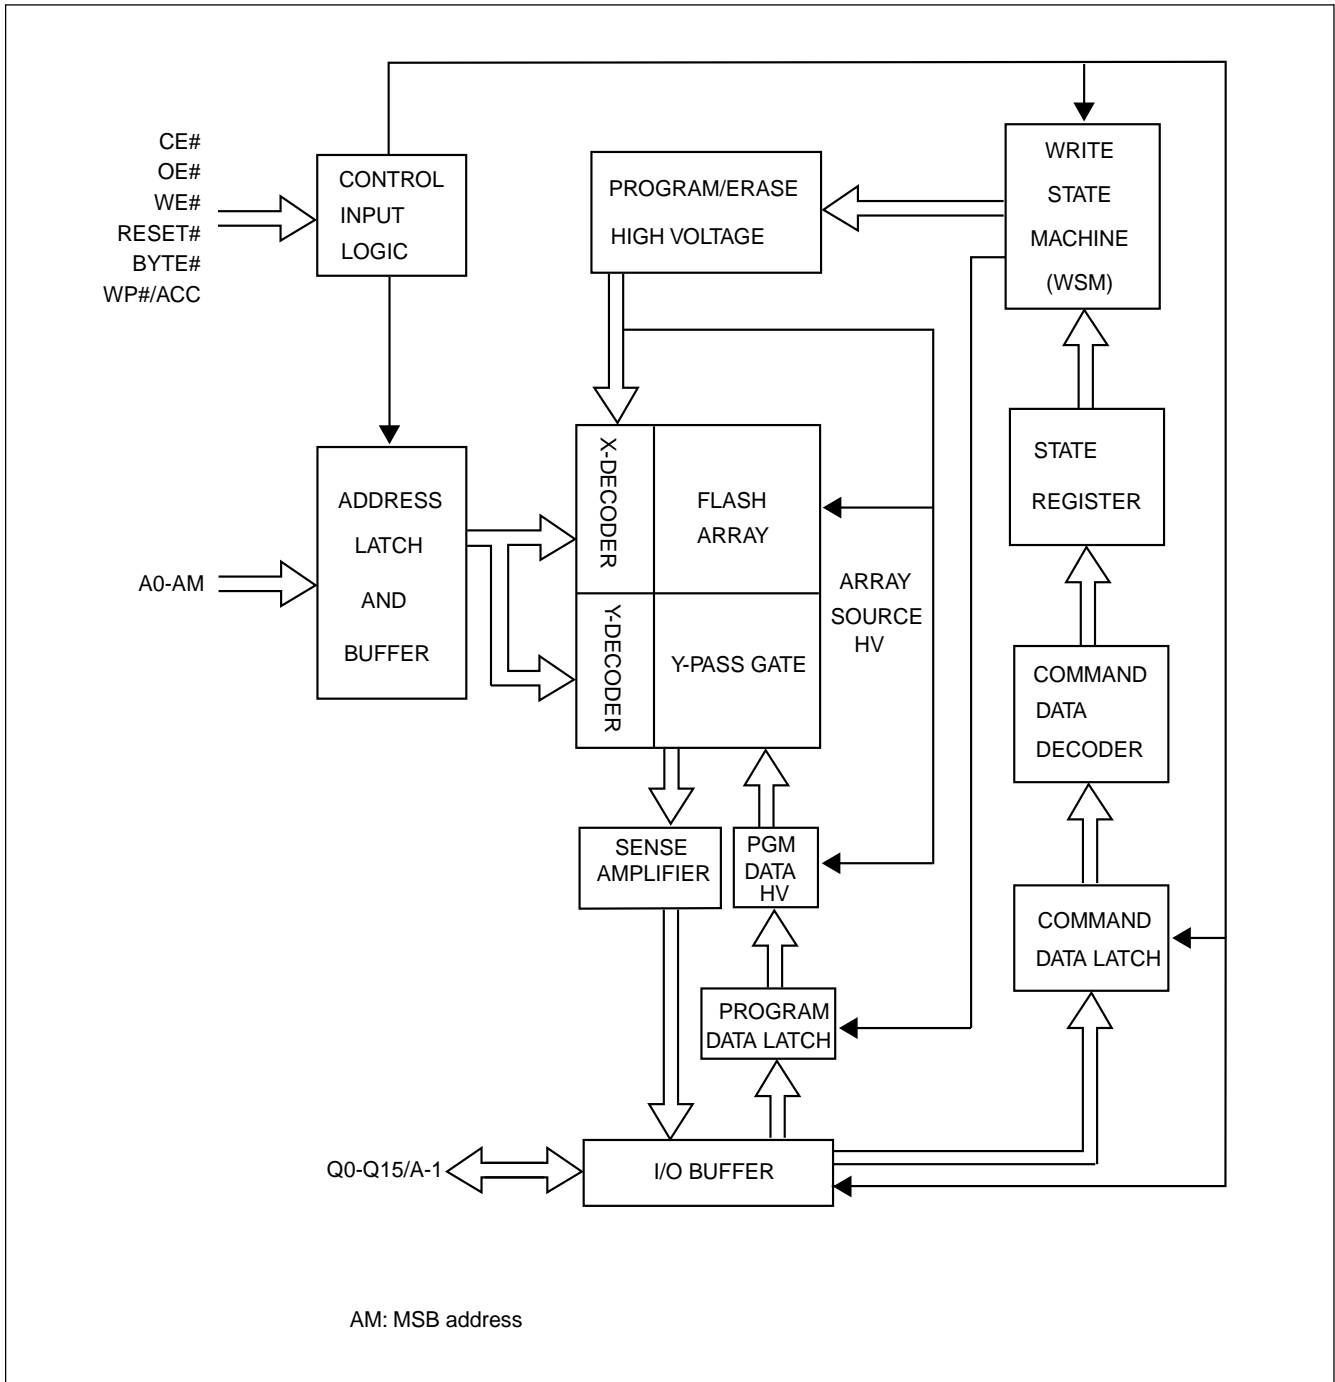 CE#
OE#
WE#
RESET#
BYTE#
WP#/ACC
CONTROL
INPUT
LOGIC
PROGRAM/ERASE
HIGH VOLTAGE
WRITE
STATE
MACHINE
(WSM)
STATE
REGISTER
ADDRESS
LATCH
AND
BUFFER
A0-AM
X-DECODER
FLASH
ARRAY
Y-DECODER
Y-PASS GATE
ARRAY
SOURCE
HV
COMMAND
DATA
DECODER
SENSE
AMPLIFIER
PGM
DATA
HV
COMMAND
DATA LATCH
PROGRAM
DATA LATCH
Q0-Q15/A-1
I/O BUFFER
AM: MSB address